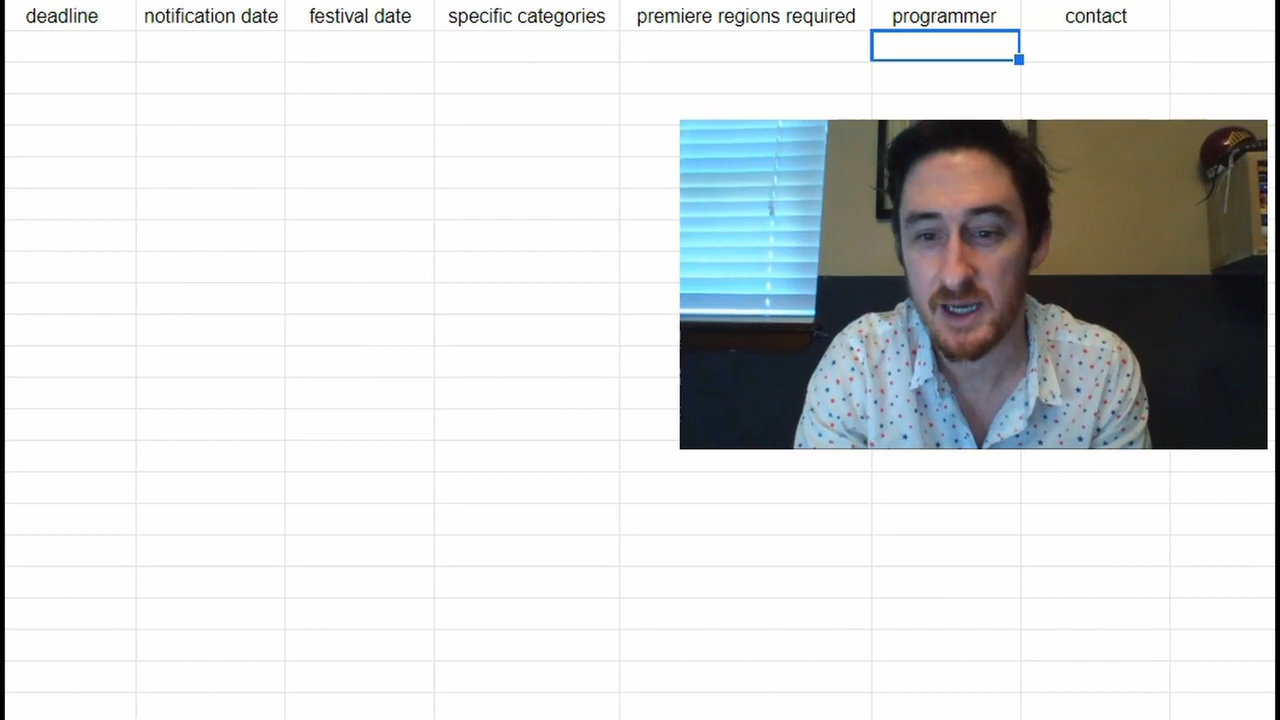 deadline notification date festival date specific categories premiere regions required programmer contact